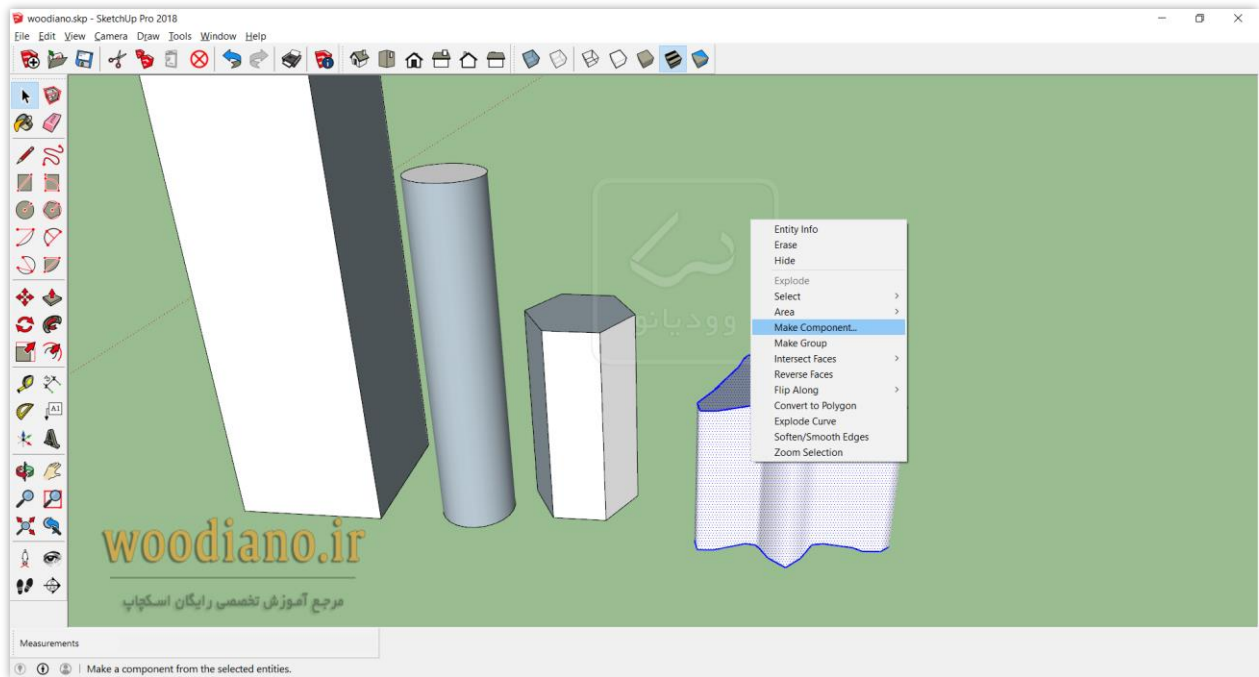 woodiano.skp - SketchUp Pro 2018
File Edit View Camera Draw Tools Window Help
A1
Entity Info
Erase
Hide
Explode
Select
Area
Make Component...
Make Group
Intersect Faces
Reverse Faces
Flip Along
Convert to Polygon
Explode Curve
Soften/Smooth Edges
Zoom Selection
وودیانو
woodiano.ir
مرجع آموزش تخصصی رایگان اسکچاپ
Measurements
Make a component from the selected entities.